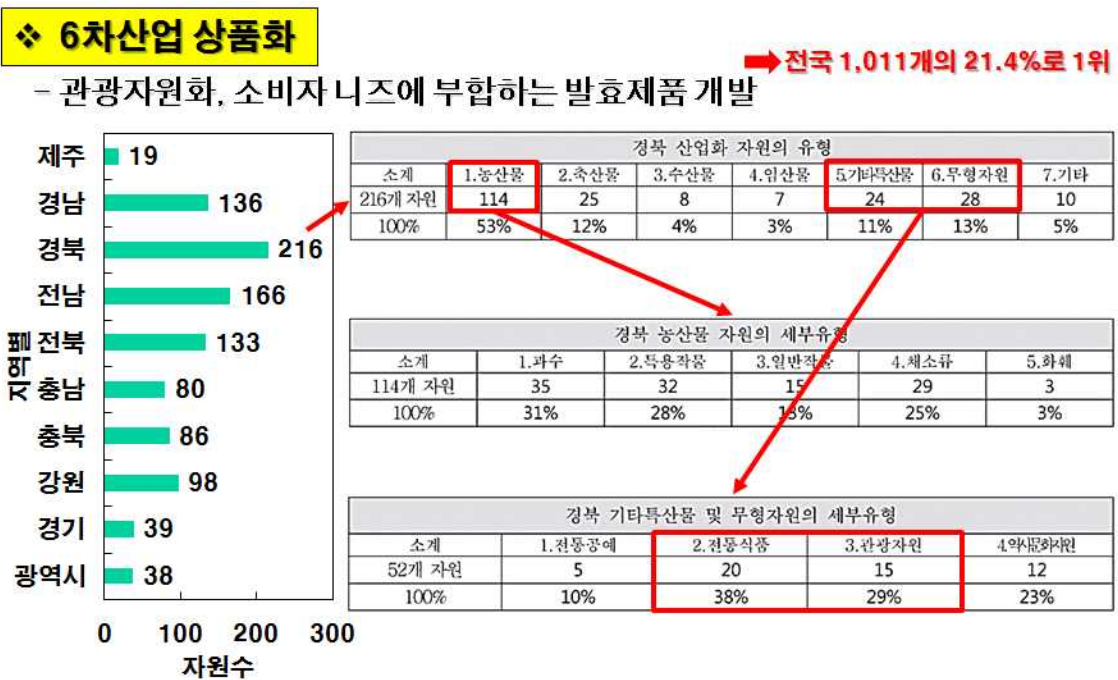 ❖ 6차산업 상품화
➡전국 1,011개의 21.4%로 1위
- 관광자원화, 소비자 니즈에 부합하는 발효제품 개발
지역별
제주 19
경남 136
경북 216
전남 166
전북 133
충남 80
충북 86
강원 98
경기 39
광역시 38
0 100 200 300
자원수
경북 산업화 자원의 유형
소계 1.농산물 2.축산물 3.수산물 4.임산물 5.기타특산물 6.무형자원 7.기타
216개 자원 114 25 8 7 24 28 10
100% 53% 12% 4% 3% 11% 13% 5%
경북 농산물 자원의 세부유형
소계 1.과수 2.특용작물 3.일반작물 4.채소류 5.화훼
114개 자원 35 32 15 29 3
100% 31% 28% 13% 25% 3%
경북 기타특산물 및 무형자원의 세부유형
소계 1.전통공예 2.전통식품 3.관광자원 4.역사문화자원
52개 자원 5 20 15 12
100% 10% 38% 29% 23%